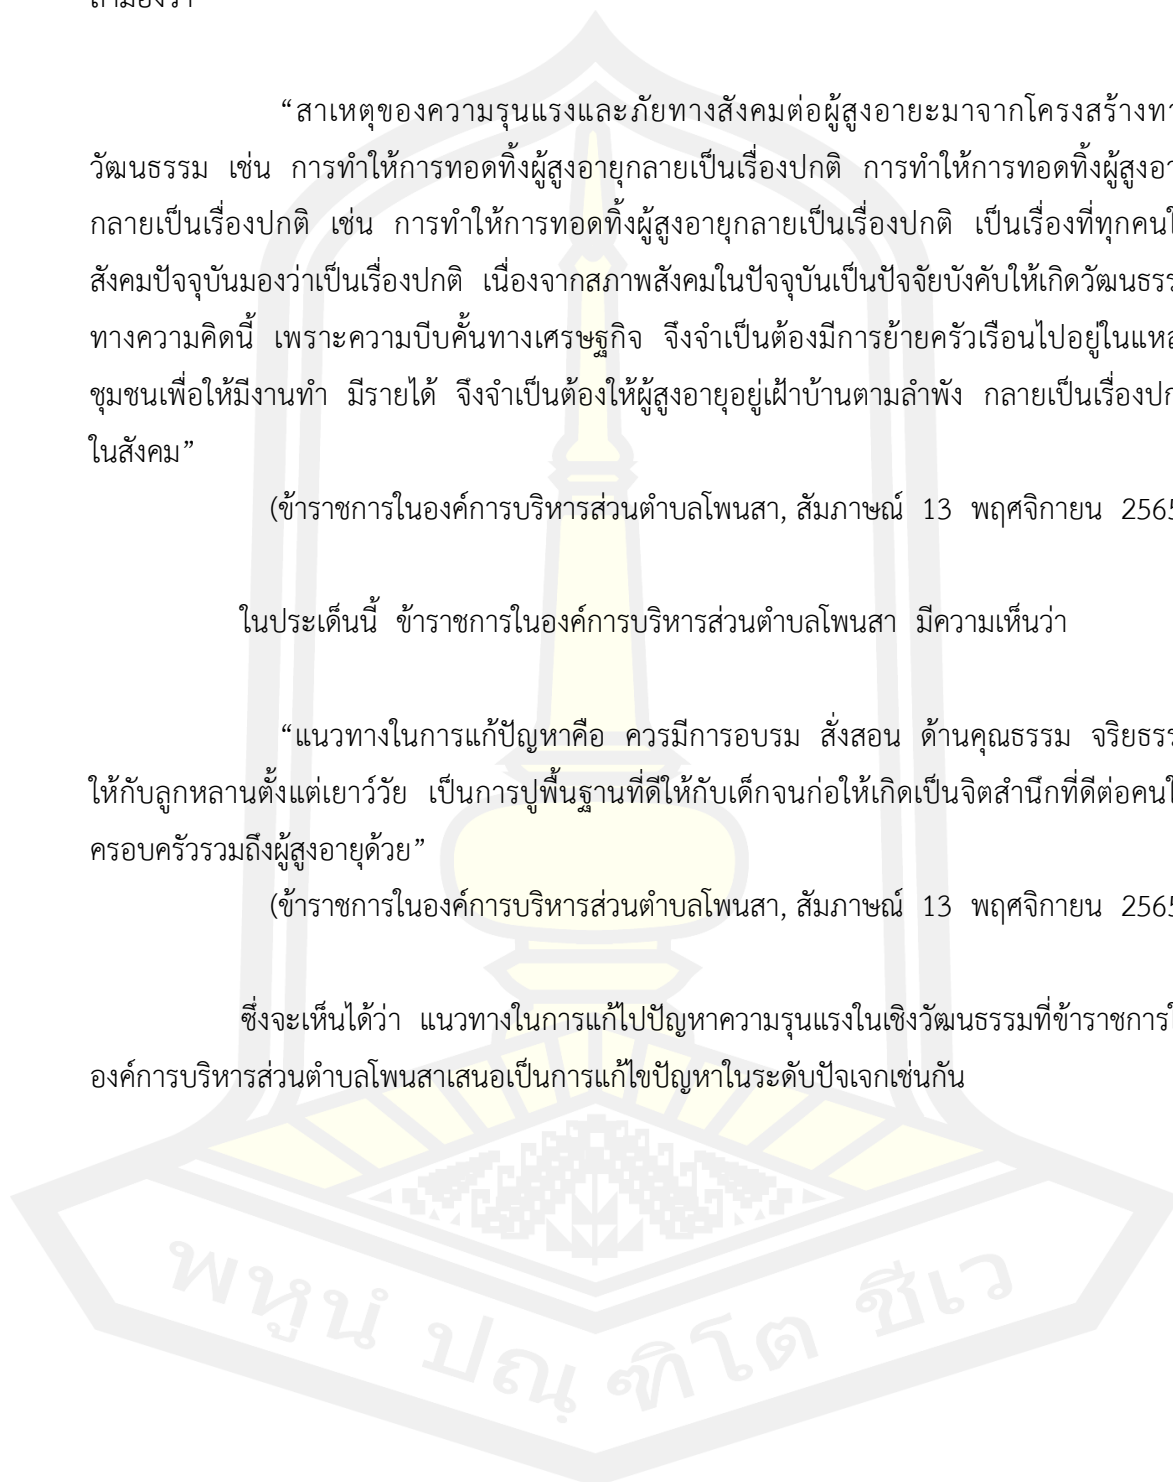 “สาเหตุของความรุนแรงและภัยทางสังคมต่อผู้สูงอายะมาจากโครงสร้างทา
วัฒนธรรม เช่น การทำให้การทอดทิ้งผู้สูงอายุกลายเป็นเรื่องปกติ การทำให้การทอดทิ้งผู้สูงอา
กลายเป็นเรื่องปกติ เช่น การทำให้การทอดทิ้งผู้สูงอายุกลายเป็นเรื่องปกติ เป็นเรื่องที่ทุกคนใ
สังคมปัจจุบันมองว่าเป็นเรื่องปกติ เนื่องจากสภาพสังคมในปัจจุบันเป็นปัจจัยบังคับให้เกิดวัฒนธรร
ทางความคิดนี้ เพราะความบีบคั้นทางเศรษฐกิจ จึงจำเป็นต้องมีการย้ายครัวเรือนไปอยู่ในแหล
ชุมชนเพื่อให้มีงานทำ มีรายได้ จึงจำเป็นต้องให้ผู้สูงอายุอยู่เฝ้าบ้านตามลำพัง กลายเป็นเรื่องปก
ในสังคม”
(ข้าราชการในองค์การบริหารส่วนตำบลโพนสา, สัมภาษณ์ 13 พฤศจิกายน 2565
ในประเด็นนี้ ข้าราชการในองค์การบริหารส่วนตำบลโพนสา มีความเห็นว่า
“แนวทางในการแก้ปัญหาคือ ควรมีการอบรม สั่งสอน ด้านคุณธรรม จริยธรร
ให้กับลูกหลานตั้งแต่เยาว์วัย เป็นการปูพื้นฐานที่ดีให้กับเด็กจนก่อให้เกิดเป็นจิตสำนึกที่ดีต่อคนใ
ครอบครัวรวมถึงผู้สูงอายุด้วย”
(ข้าราชการในองค์การบริหารส่วนตำบลโพนสา, สัมภาษณ์ 13 พฤศจิกายน 2565
ซึ่งจะเห็นได้ว่า แนวทางในการแก้ไปปัญหาความรุนแรงในเชิงวัฒนธรรมที่ข้าราชการใ
องค์การบริหารส่วนตำบลโพนสาเสนอเป็นการแก้ไขปัญหาในระดับปัจเจกเช่นกัน
พหูนํ ปณฺฑิโต ชีเว